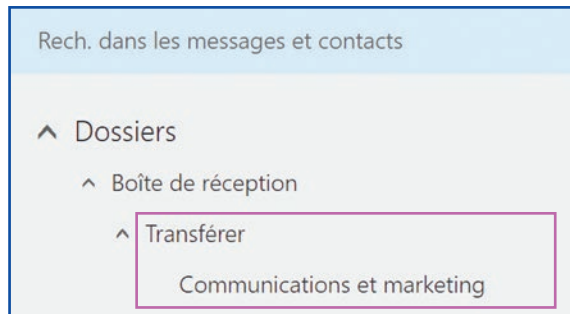 Rech. dans les messages et contacts
Dossiers
Boîte de réception
Transférer
Communications et marketing